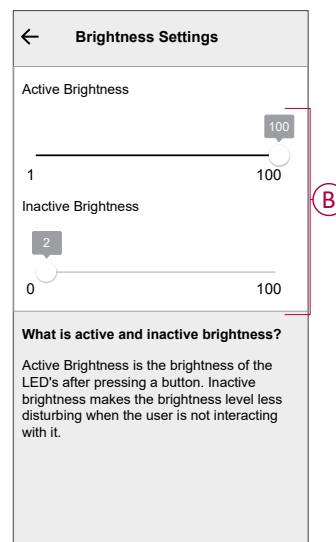 Brightness Settings
Active Brightness
100
1 100
B
Inactive Brightness
2
0 100
What is active and inactive brightness?
Active Brightness is the brightness of the
LED's after pressing a button. Inactive
brightness makes the brightness level less
disturbing when the user is not interacting
with it.